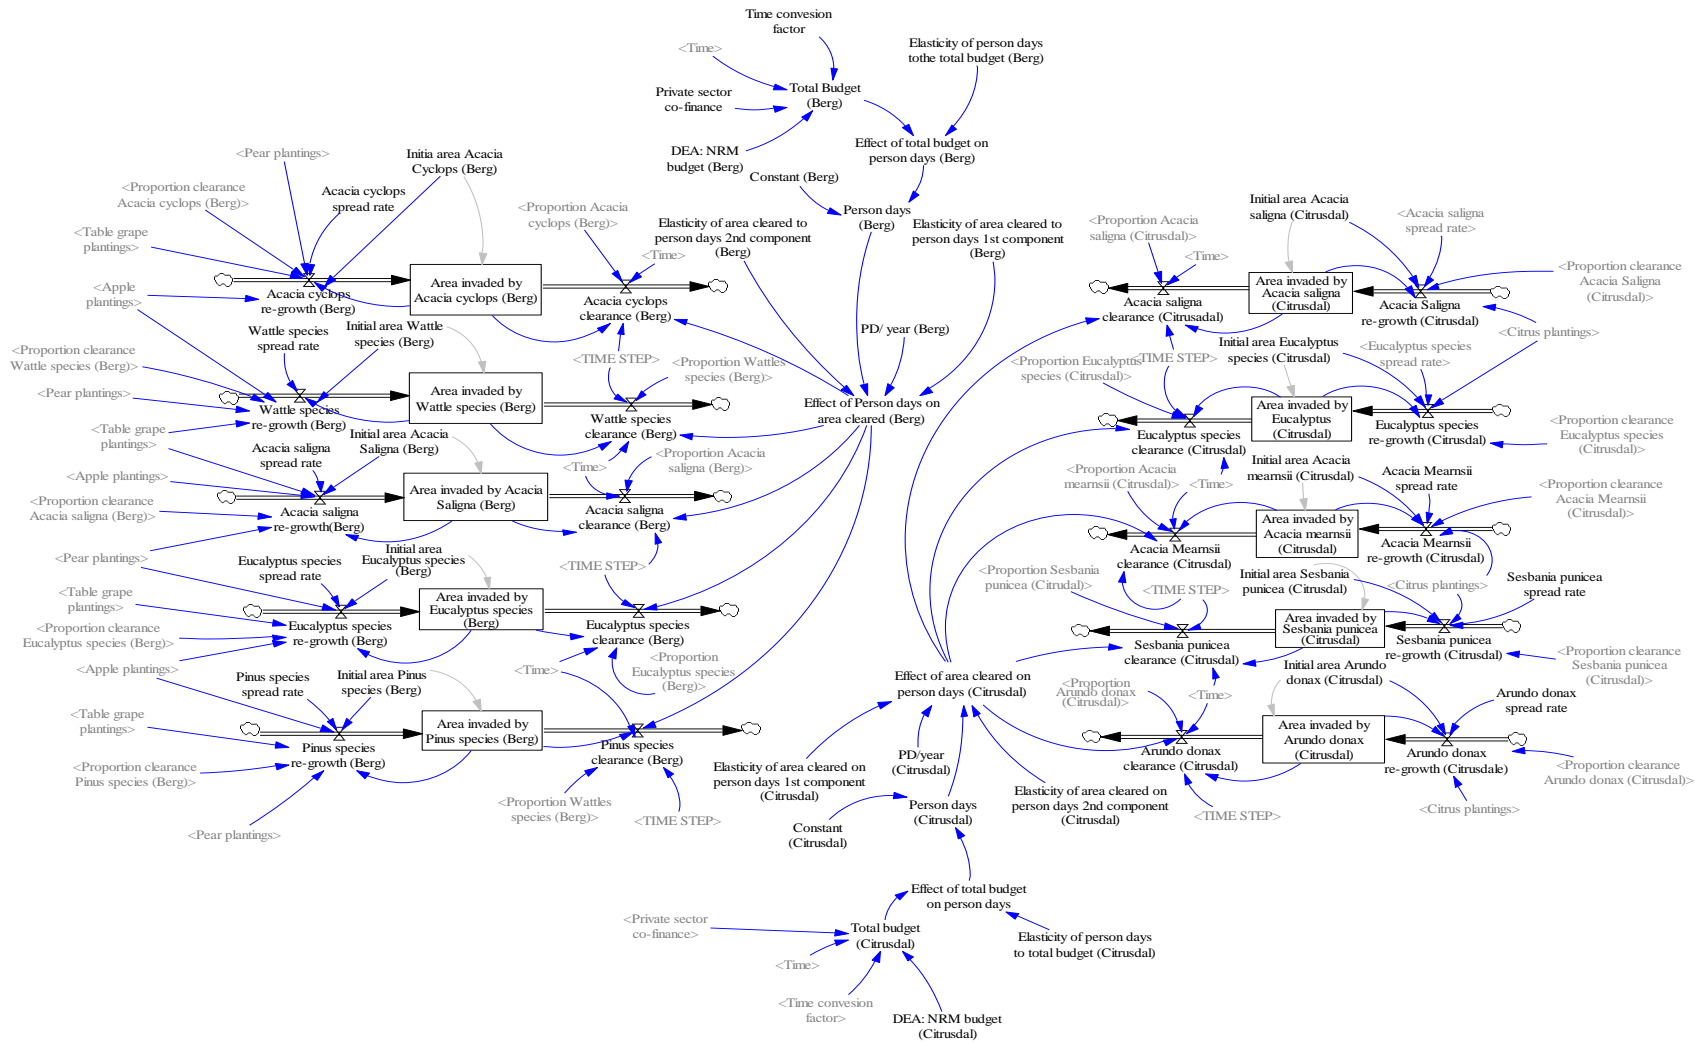 Time convesion
factor
<Time>
Elasticity of person days
tothe total budget (Berg)
Private sector
co-finance
Total Budget
(Berg)
DEA: NRM
budget (Berg)
Effect of total budget on
person days (Berg)
Constant (Berg)
Person days
(Berg)
<Pear plantings>
Initia area Acacia
Cyclops (Berg)
<Proportion clearance
Acacia cyclops (Berg)>
Acacia cyclops
spread rate
<Proportion Acacia
cyclops (Berg)>
Elasticity of area cleared to
person days 2nd component
(Berg)
Elasticity of area cleared to
person days 1st component
(Berg)
<Table grape
plantings>
<Time>
Area invaded by
Acacia cyclops (Berg)
<Apple
plantings>
Acacia cyclops
re-growth (Berg)
Acacia cyclops
clearance (Berg)
PD/ year (Berg)
Wattle species
spread rate
Initial area Wattle
species (Berg)
<TIME STEP>
<Proportion Wattles
species (Berg)>
<Proportion clearance
Wattle species (Berg)>
<Pear plantings>
Area invaded by
Wattle species (Berg)
Wattle species
re-growth (Berg)
Wattle species
clearance (Berg)
Effect of Person days on
area cleared (Berg)
<Table grape
plantings>
Initial area Acacia
Saligna (Berg)
Acacia saligna
spread rate
<Time>
<Proportion Acacia
saligna (Berg)>
<Apple plantings>
<Proportion clearance
Acacia saligna (Berg)>
Area invaded by Acacia
Saligna (Berg)
Acacia saligna
re-growth(Berg)
Acacia saligna
clearance (Berg)
<Pear plantings>
Eucalyptus species
spread rate
Initial area
Eucalyptus species
(Berg)
<TIME STEP>
<Table grape
plantings>
Area invaded by
Eucalyptus species
(Berg)
<Proportion clearance
Eucalyptus species (Berg)>
Eucalyptus species
re-growth (Berg)
Eucalyptus species
clearance (Berg)
<Apple plantings>
<Time>
<Proportion
Eucalyptus species
(Berg)>
Pinus species
spread rate
Initial area Pinus
species (Berg)
<Table grape
plantings>
Area invaded by
Pinus species (Berg)
<Proportion clearance
Pinus species (Berg)>
Pinus species
re-growth (Berg)
Pinus species
clearance (Berg)
<Pear plantings>
<Proportion Wattles
species (Berg)>
<TIME STEP>
<Proportion Acacia
saligna (Citrusdal)>
Initial area Acacia
saligna (Citrusdal)
<Acacia saligna
spread rate>
<Time>
Area invaded by
Acacia saligna
(Citrusdal)
<Proportion clearance
Acacia Saligna
(Citrusdal)>
Acacia saligna
clearance (Citrusadal)
Acacia Saligna
re-growth (Citrusdal)
<Citrus plantings>
<Proportion Eucalyptus
species (Citrusdal)>
<TIME STEP>
Initial area Eucalyptus
species (Citrusdal)
<Eucalyptus species
spread rate>
Area invaded by
Eucalyptus
(Citrusdal)
Eucalyptus species
clearance (Citrusdal)
Eucalyptus species
re-growth (Citrusdal)
<Proportion clearance
Eucalyptus species
(Citrusdal)>
<Proportion Acacia
mearnsii (Citrusdal)>
<Time>
Initial area Acacia
mearnsii (Citrusdal)
Acacia Mearnsii
spread rate
<Proportion clearance
Acacia Mearnsii
(Citrusdal)>
Area invaded by
Acacia mearnsii
(Citrusdal)
Acacia Mearnsii
clearance (Citrusdal)
Acacia Mearnsii
re-growth (Citrusdal)
<Proportion Sesbania
punicea (Citrudal)>
<TIME STEP>
Initial area Sesbania
punicea (Citrusdal)
<Citrus plantings>
Sesbania punicea
spread rate
Area invaded by
Sesbania punicea
(Citrusdal)
Sesbania punicea
clearance (Citrusdal)
Sesbania punicea
re-growth (Citrusdal)
<Proportion clearance
Sesbania punicea
(Citrusdal)>
Effect of area cleared on
person days (Citrusdal)
<Proportion
Arundo donax
(Citrusdal)>
<Time>
Initial area Arundo
donax (Citrusdal)
Arundo donax
spread rate
Area invaded by
Arundo donax
(Citrusdal)
Arundo donax
clearance (Citrusdal)
Arundo donax
re-growth (Citrusdale)
<Proportion clearance
Arundo donax (Citrusdal)>
Elasticity of area cleared on
person days 1st component
(Citrusdal)
PD/year
(Citrusdal)
Elasticity of area cleared on
person days 2nd component
(Citrusdal)
<TIME STEP>
<Citrus plantings>
Constant
(Citrusdal)
Person days
(Citrusdal)
Effect of total budget
on person days
<Private sector
co-finance>
Total budget
(Citrusdal)
Elasticity of person days
to total budget (Citrusdal)
<Time>
<Time convesion
factor>
DEA: NRM budget
(Citrusdal)